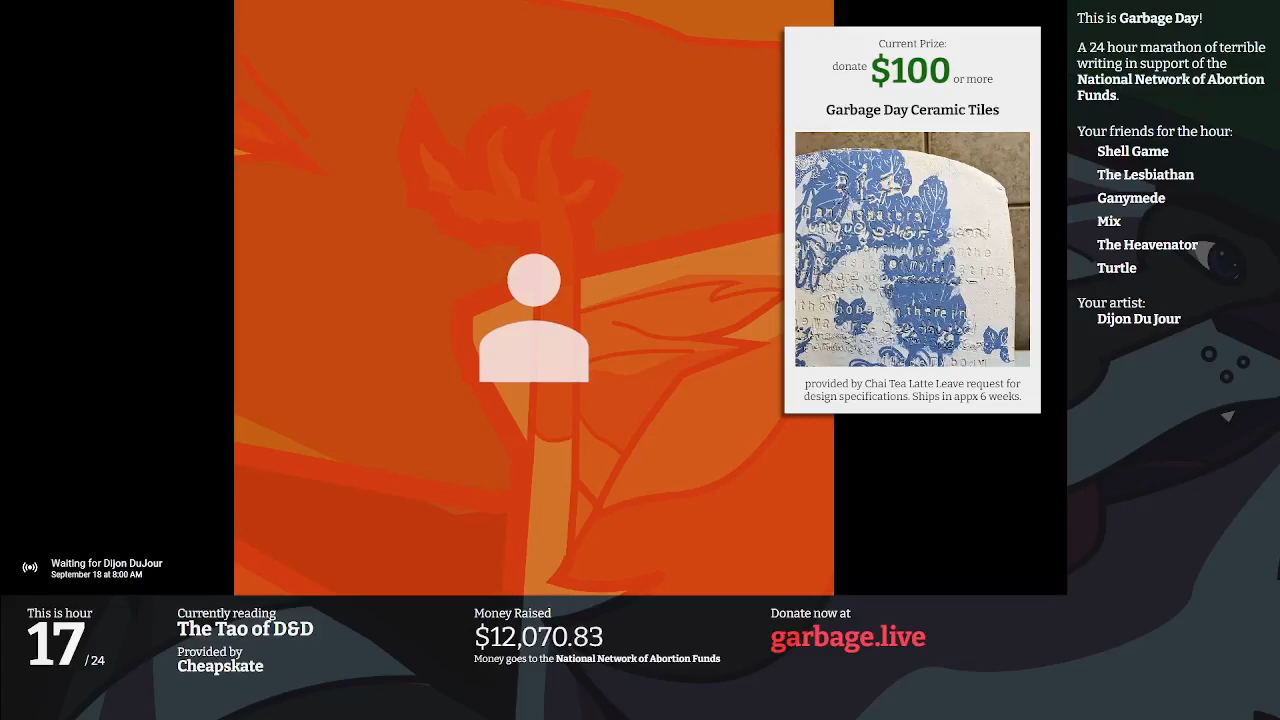 This is Garbage Day!
A 24 hour marathon of terrible
writing in support of the
National Network of Abortion
Funds.
Your friends for the hour:
Shell Game
The Lesbiathan
Ganymede
Mix
The Heavenator
Turtle
Your artist:
Dijon Du Jour
Current Prize:
donate $100 or more
Garbage Day Ceramic Tiles
provided by Chai Tea Latte Leave request for
design specifications. Ships in appx 6 weeks.
Waiting for Dijon DuJour
September 18 at 8:00 AM
This is hour
17 / 24
Currently reading
The Tao of D&D
Provided by
Cheapskate
Money Raised
$12,070.83
Money goes to the National Network of Abortion Funds
Donate now at
garbage.live